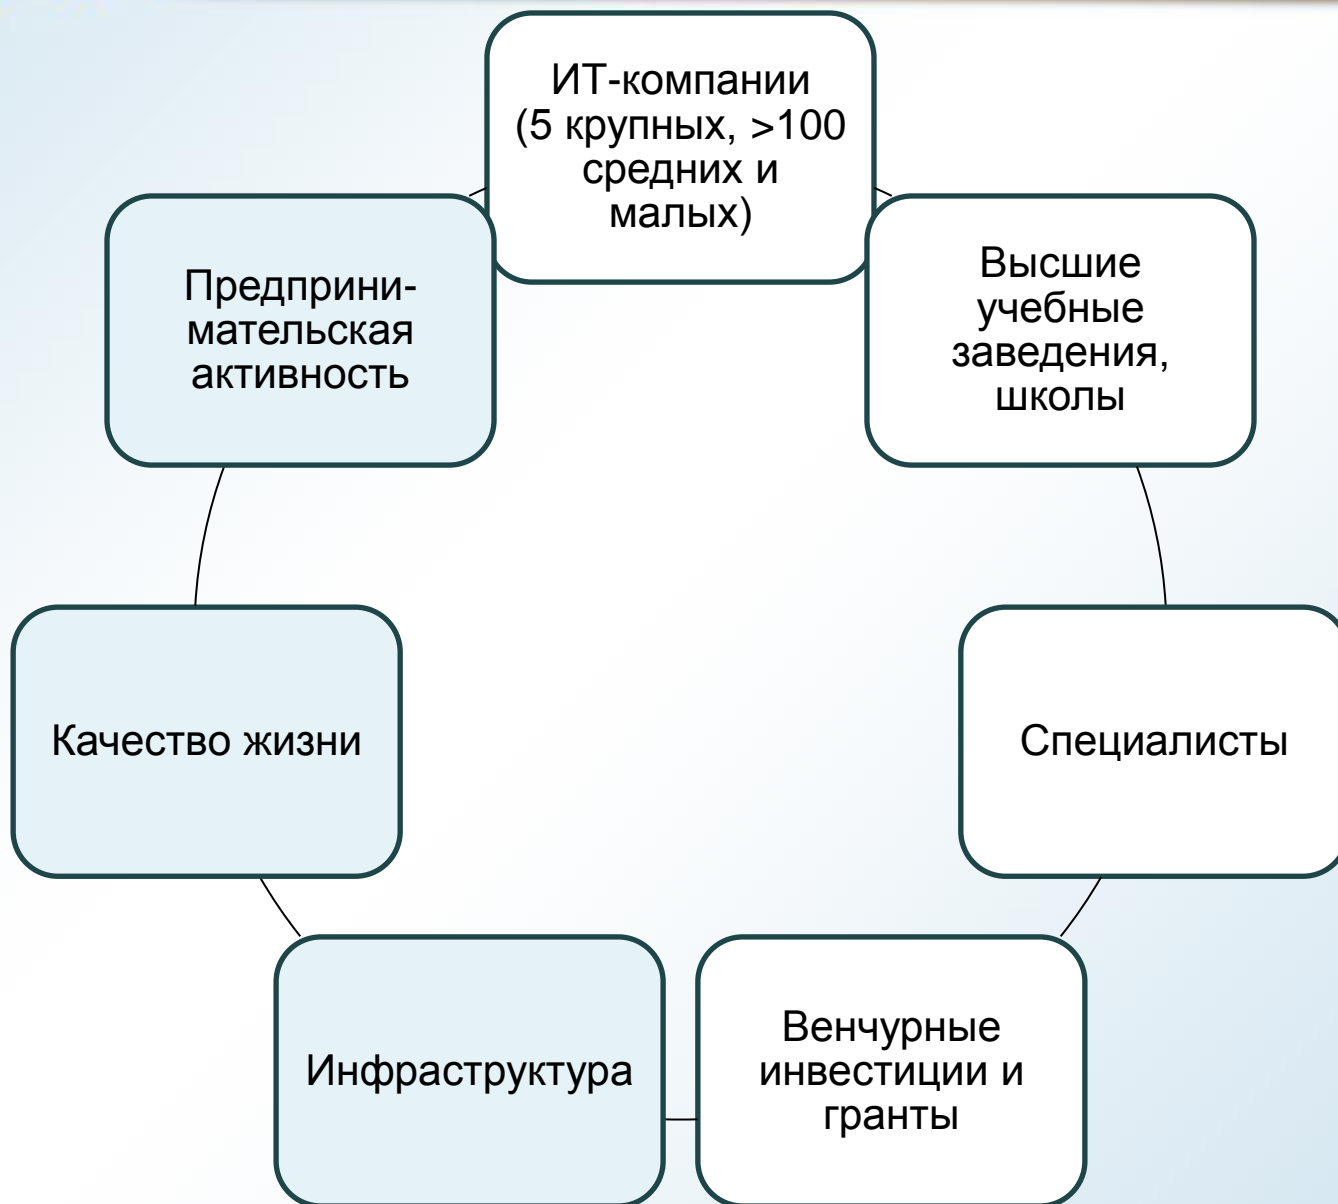 ИТ-компании
(5 крупных, >100
средних и
малых)
Высшие
учебные
заведения,
школы
Специалисты
Венчурные
инвестиции и
гранты
Инфраструктура
Качество жизни
Предприни-
мательская
активность